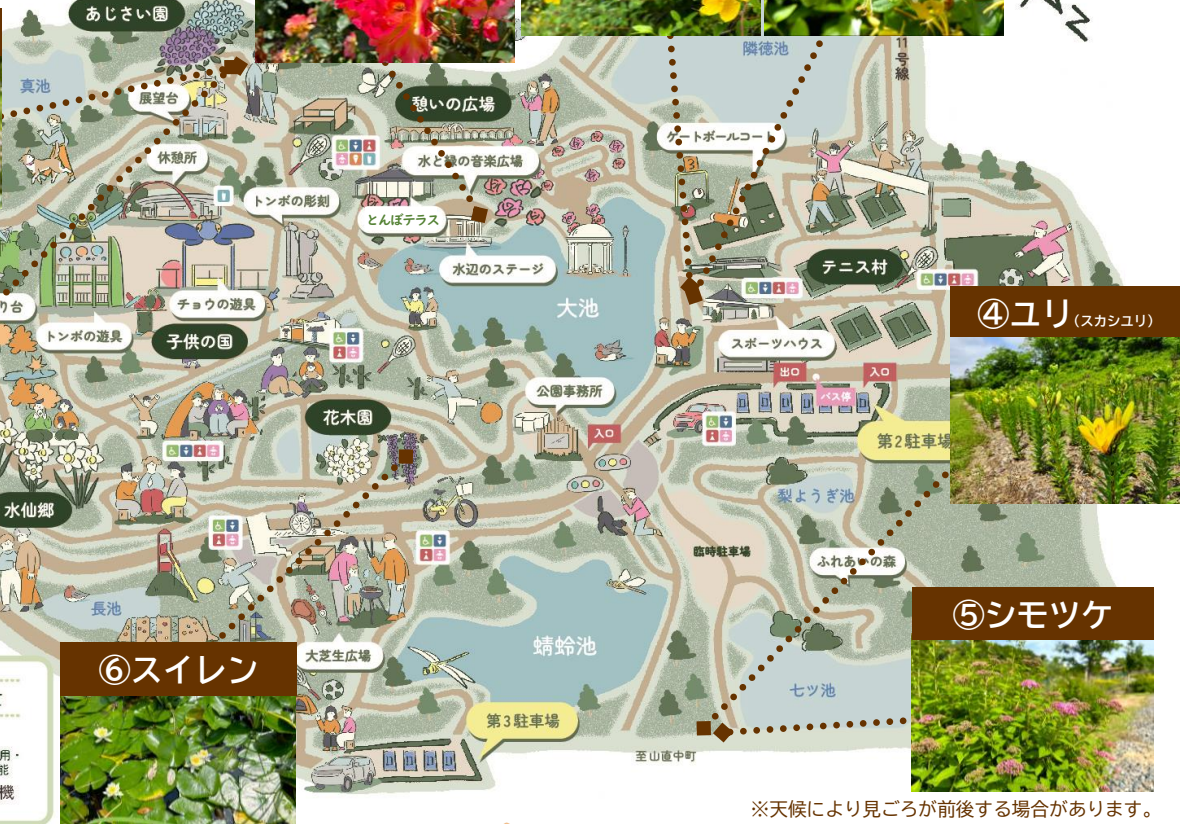 あじさい園
N
真池
隣徳池
11号線
展望台
憩いの広場
休憩所
水と緑の音楽広場
ゲートボールコート
3
トンボの彫刻
とんぼテラス
水辺のステージ
テニス村
り台
チョウの遊具
大池
④ユリ(スカシユリ)
トンボの遊具
子供の国
スポーツハウス
出口
入口
公園事務所
バス停
花木園
入口
第2駐車場
水仙郷
梨ようぎ池
臨時駐車場
ふれあいの森
長池
⑤シモツケ
蜻蛉池
大芝生広場
⑥スイレン
七ツ池
第3駐車場
至山直中町
用・
能
機
※天候により見ごろが前後する場合があります。